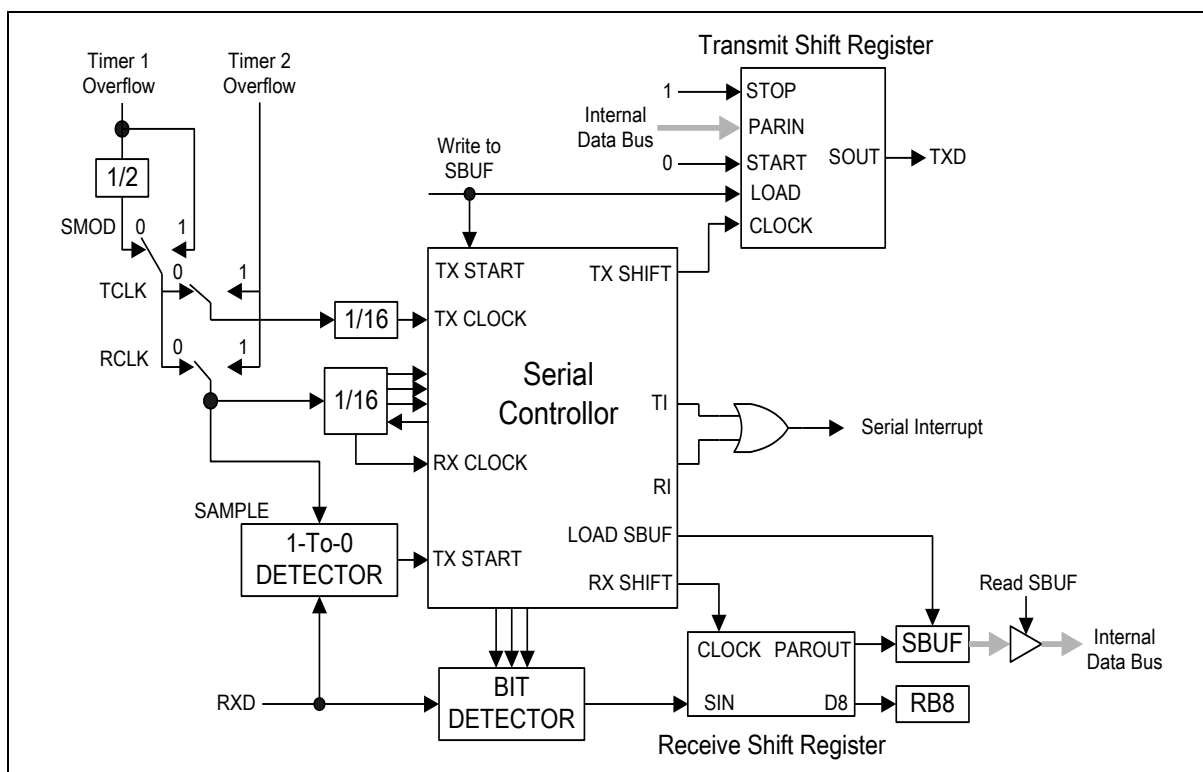 Timer 1
Overflow
Timer 2
Overflow
1/2
SMOD
0
1
TCLK
0
1
RCLK
0
1
1/16
1/16
SAMPLE
1-To-0
DETECTOR
RXD
Write to
SBUF
TX START
TX CLOCK
RX CLOCK
TX START
Serial
Controllor
TX SHIFT
TI
RI
LOAD SBUF
RX SHIFT
Serial Interrupt
Transmit Shift Register
1
Internal
Data Bus
0
STOP
PARIN
START
LOAD
CLOCK
SOUT
TXD
BIT
DETECTOR
CLOCK
PAROUT
SIN
D8
Receive Shift Register
SBUF
RB8
Read SBUF
Internal
Data Bus